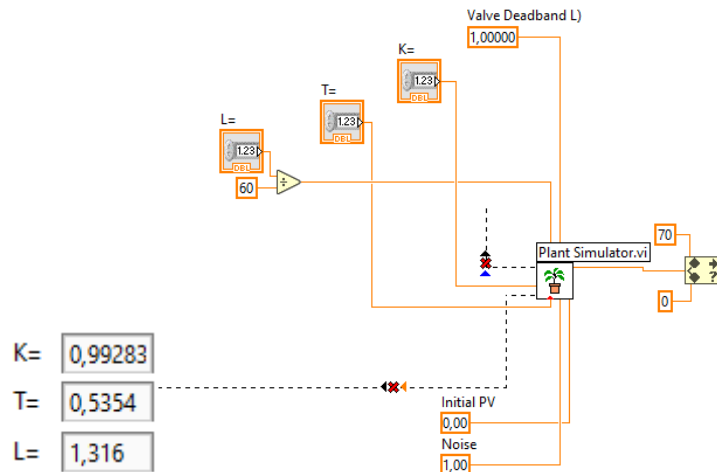 Valve Deadband L)
1,00000
K=
1.23
DBL
T=
1.23
DBL
L=
1.23
DBL
60
÷
Plant Simulator.vi
70
?
0
K= 0,99283
T= 0,5354
L= 1,316
Initial PV
0,00
Noise
1,00